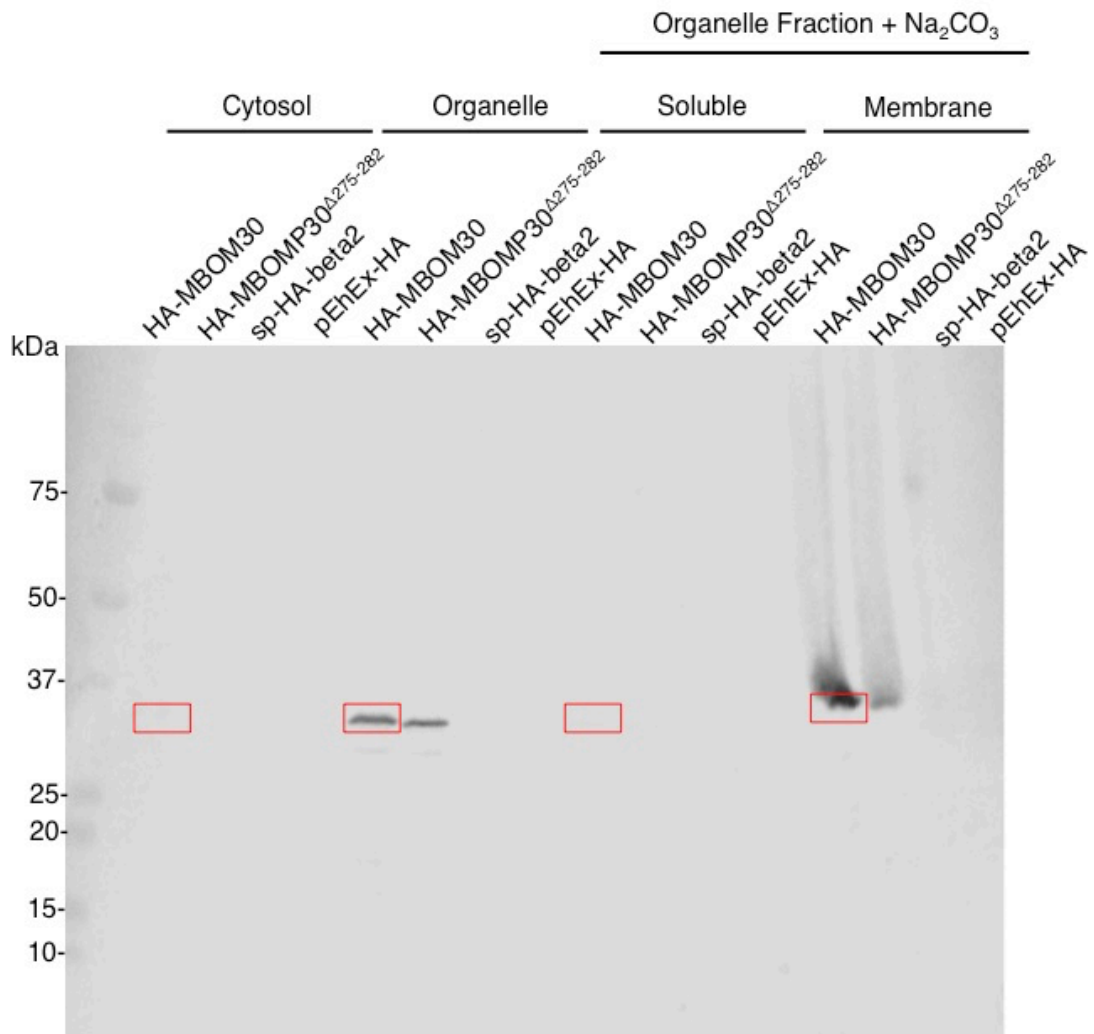 Organelle Fraction + Na₂CO₃
Cytosol
Organelle
Soluble
Membrane
HA-MBOM30
HA-MBOMP30Δ275-282
sp-HA-beta2
pEhEx-HA
HA-MBOM30
HA-MBOMP30Δ275-282
sp-HA-beta2
pEhEx-HA
HA-MBOM30
HA-MBOMP30Δ275-282
sp-HA-beta2
pEhEx-HA
HA-MBOM30
HA-MBOMP30Δ275-282
sp-HA-beta2
pEhEx-HA
kDa
75-
50-
37-
25-
20-
15-
10-